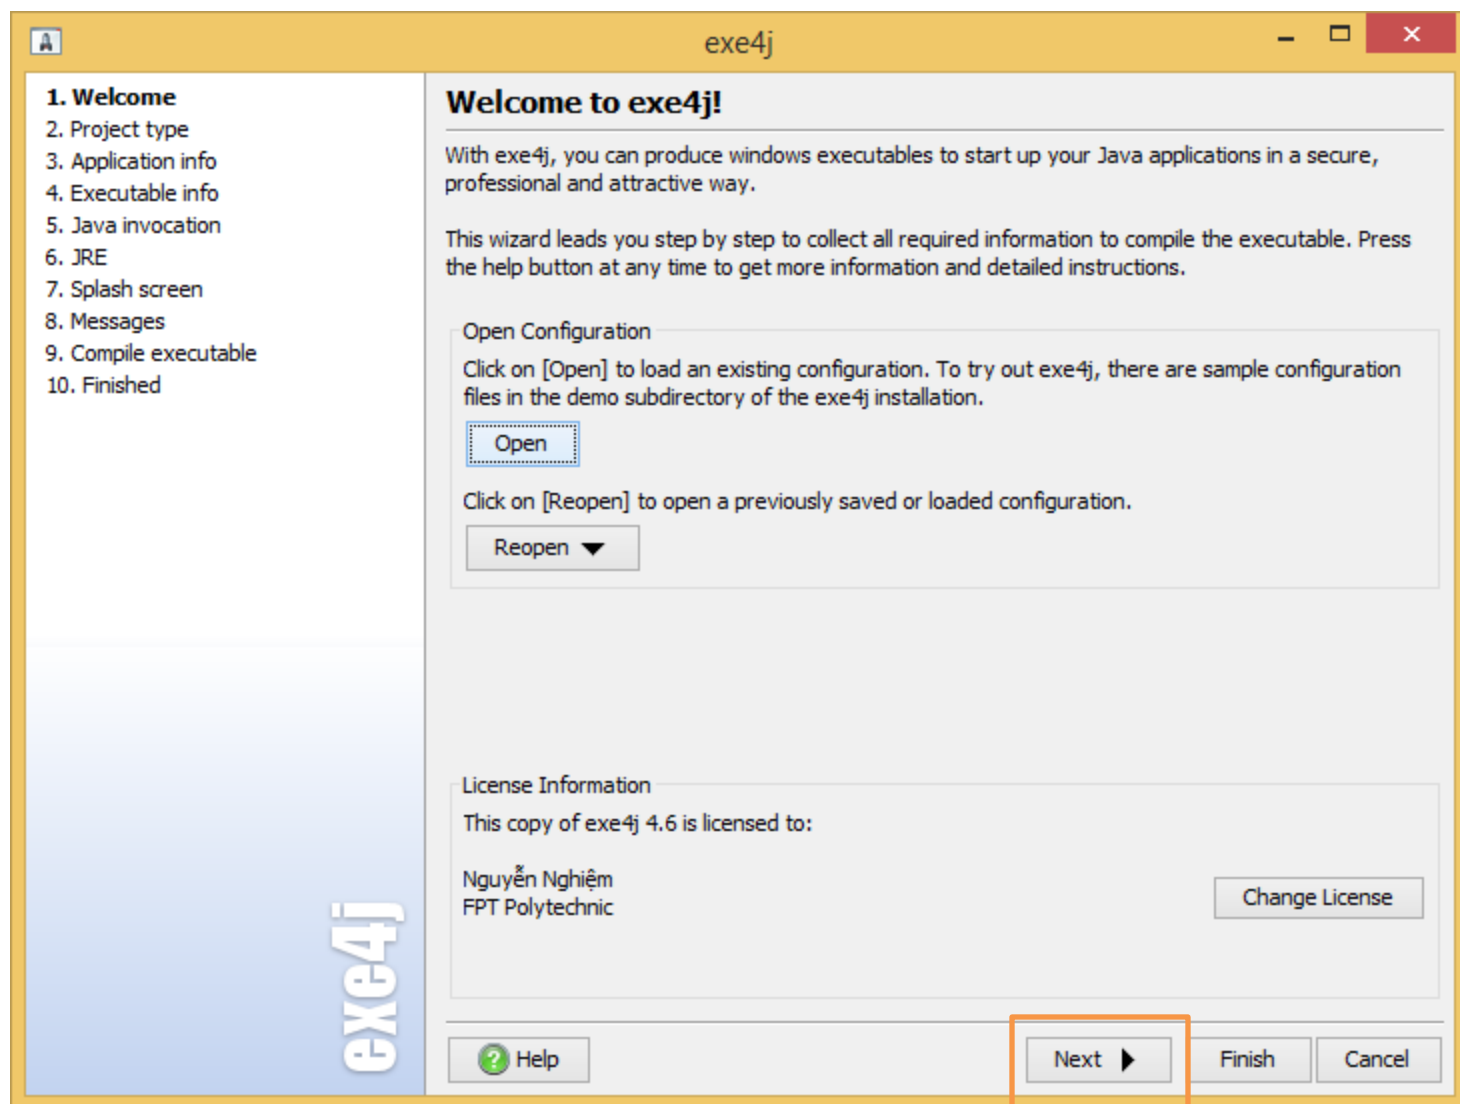 exe4j
1. Welcome
2. Project type
3. Application info
4. Executable info
5. Java invocation
6. JRE
7. Splash screen
8. Messages
9. Compile executable
10. Finished
exe4j
Welcome to exe4j!
With exe4j, you can produce windows executables to start up your Java applications in a secure,
professional and attractive way.
This wizard leads you step by step to collect all required information to compile the executable. Press
the help button at any time to get more information and detailed instructions.
Open Configuration
Click on [Open] to load an existing configuration. To try out exe4j, there are sample configuration
files in the demo subdirectory of the exe4j installation.
Open
Click on [Reopen] to open a previously saved or loaded configuration.
Reopen
License Information
This copy of exe4j 4.6 is licensed to:
Nguyễn Nghiệm
FPT Polytechnic
Change License
Help
Next
Finish
Cancel